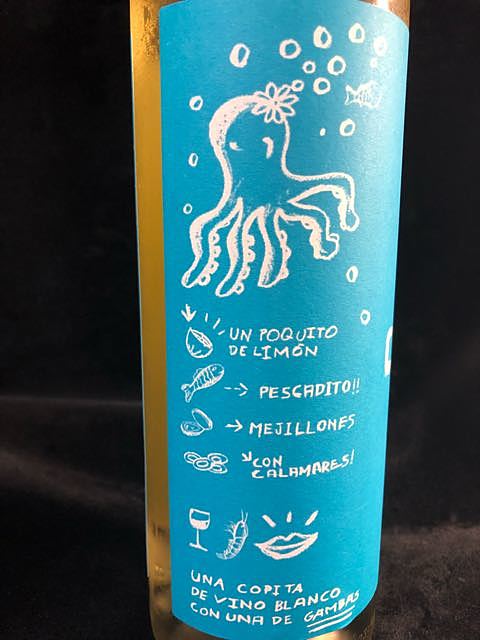 UN POQUITO
DE LIMÓN
PESCADITO!!
MEJILLONES
CON
CALAMARES!
UNA COPITA
DE VINO BLANCO
CON UNA DE GAMBAS